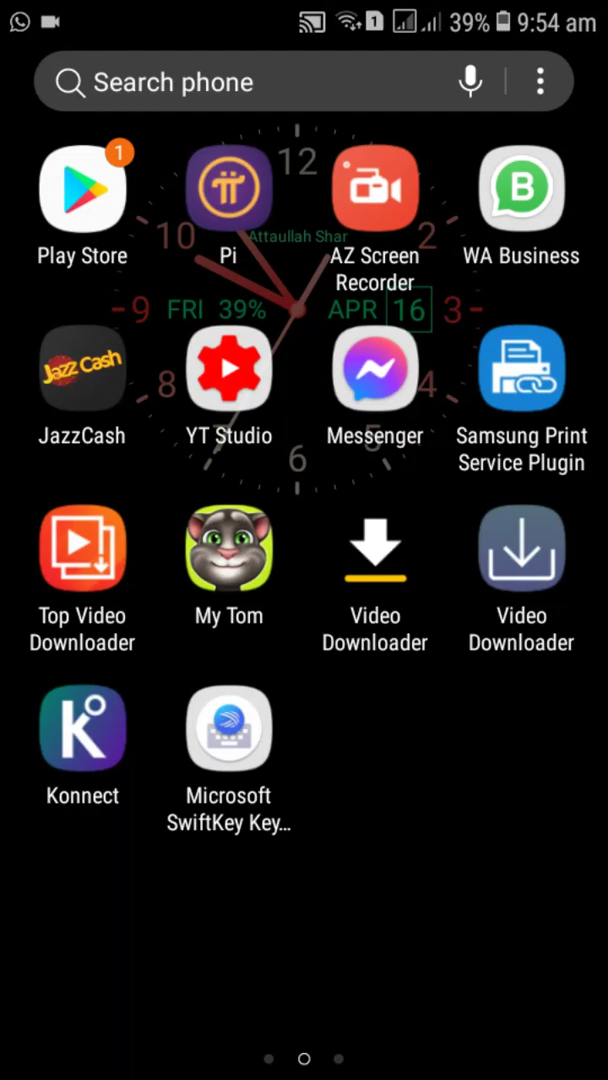 1 39% 9:54 am
Search phone
1
12
B
10 Attaullah Shar 2
Play Store Pi AZ Screen WA Business
Recorder
9 FRI 39% APR 16 3
Jazz Cash
8 4
JazzCash YT Studio Messenger Samsung Print
5
Service Plugin
6
Top Video My Tom Video Video
Downloader Downloader Downloader
K
Konnect Microsoft
SwiftKey Key...